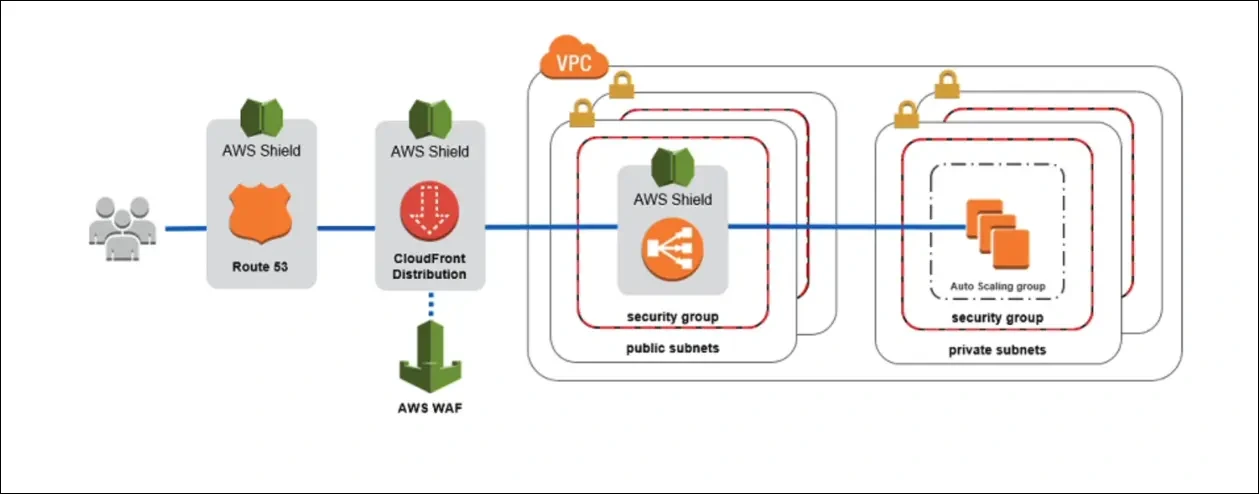 VPC
AWS Shield
AWS Shield
AWS Shield
Route 53
CloudFront
Distribution
Auto Scaling group
security group
security group
public subnets
private subnets
AWS WAF